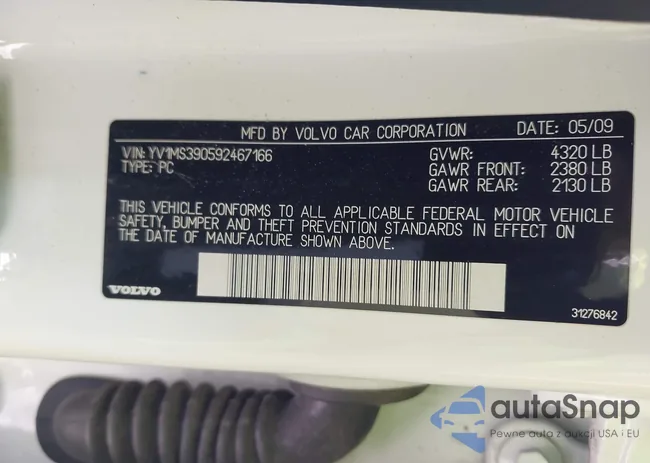 MFD BY VOLVO CAR CORPORATION DATE: 05/09
VIN: YV1MS390592467166 GVWR: 4320 LB
TYPE: PC GAWR FRONT: 2380 LB
GAWR REAR: 2130 LB
THIS VEHICLE CONFORMS TO ALL APPLICABLE FEDERAL MOTOR VEHICLE
SAFETY, BUMPER AND THEFT PREVENTION STANDARDS IN EFFECT ON
THE DATE OF MANUFACTURE SHOWN ABOVE.
VOLVO
31276842
autaSnap
Pewne auta z aukcji USA i EU